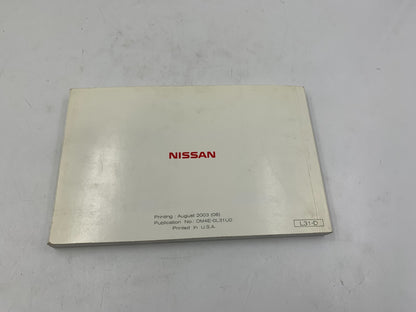 NISSAN
Printing : August 2003 (08)
Publication No.: OM4E-0L31U0
Printed in U.S.A.
L31-D